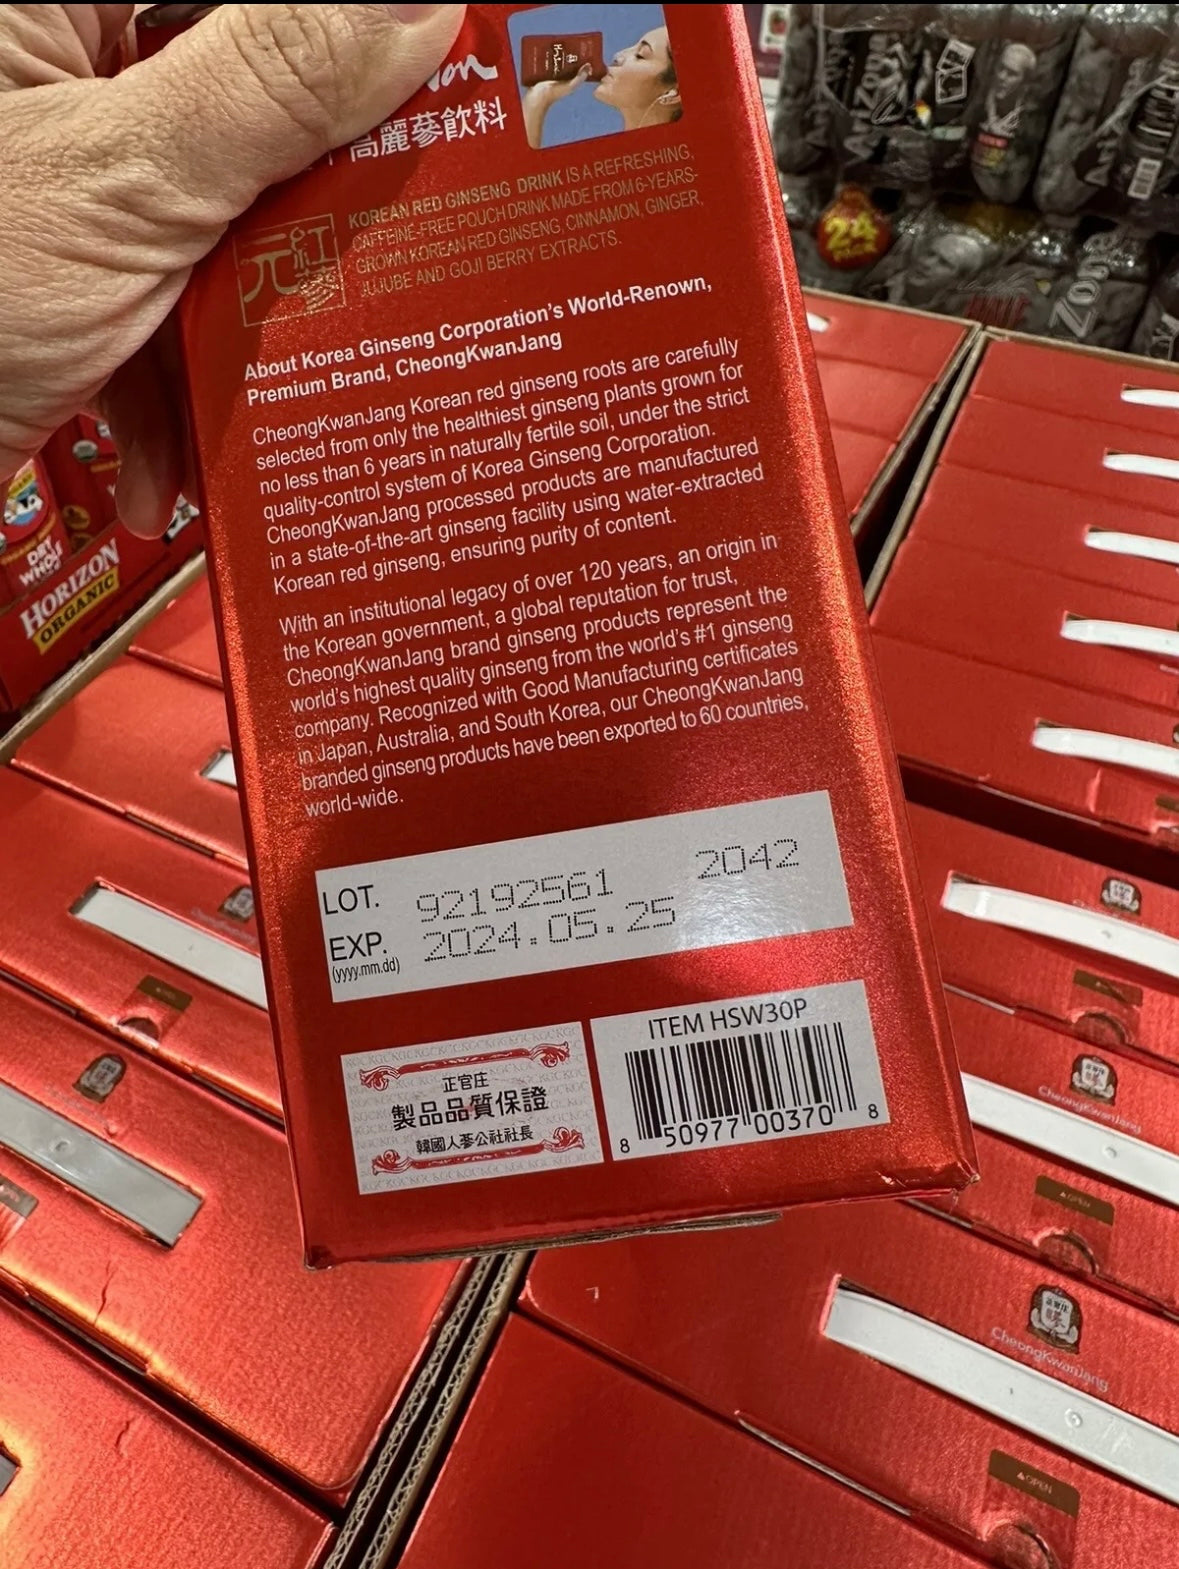 高麗蔘飲料
KOREAN RED GINSENG DRINK IS A REFRESHING,
CAFFEINE-FREE POUCH DRINK MADE FROM 6-YEARS-
GROWN KOREAN RED GINSENG, CINNAMON, GINGER,
JUJUBE AND GOJI BERRY EXTRACTS.
元紅蔘
About Korea Ginseng Corporation's World-Renown,
Premium Brand, CheongKwanJang
CheongKwanJang Korean red ginseng roots are carefully
selected from only the healthiest ginseng plants grown for
no less than 6 years in naturally fertile soil, under the strict
quality-control system of Korea Ginseng Corporation.
CheongKwanJang processed products are manufactured
in a state-of-the-art ginseng facility using water-extracted
Korean red ginseng, ensuring purity of content.
With an institutional legacy of over 120 years, an origin in
the Korean government, a global reputation for trust,
CheongKwanJang brand ginseng products represent the
world's highest quality ginseng from the world's #1 ginseng
company. Recognized with Good Manufacturing certificates
in Japan, Australia, and South Korea, our CheongKwanJang
branded ginseng products have been exported to 60 countries,
world-wide.
LOT. 92192561 2042
EXP. 2024.05.25
(yyyy.mm.dd)
正官庄
製品品質保證
韓國人蔘公社社長
ITEM HSW30P
8 50977 00370 8
HORIZON
ORGANIC
24
CheongKwanJang
OPEN
CheongKwanJang
OPEN